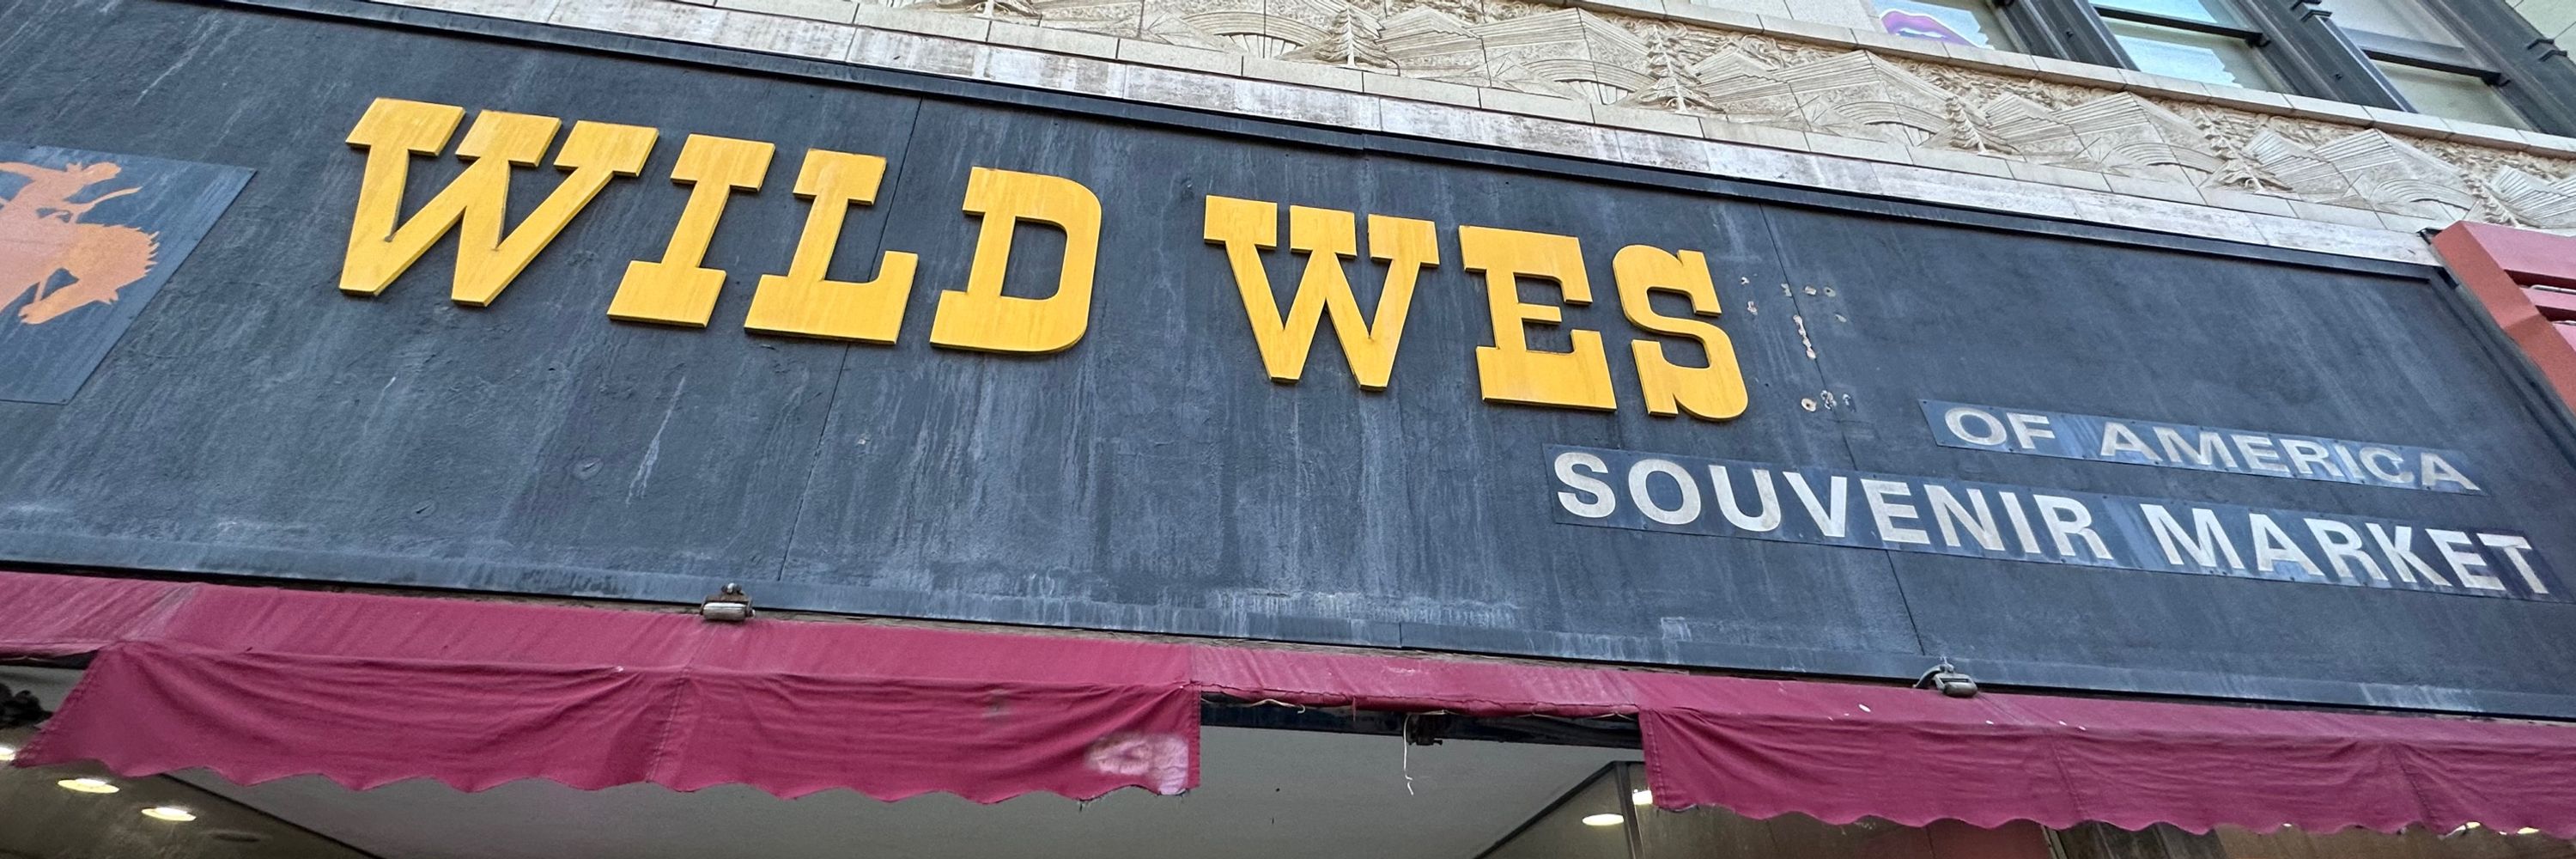 WILD WES
OF AMERICA
SOUVENIR MARKET